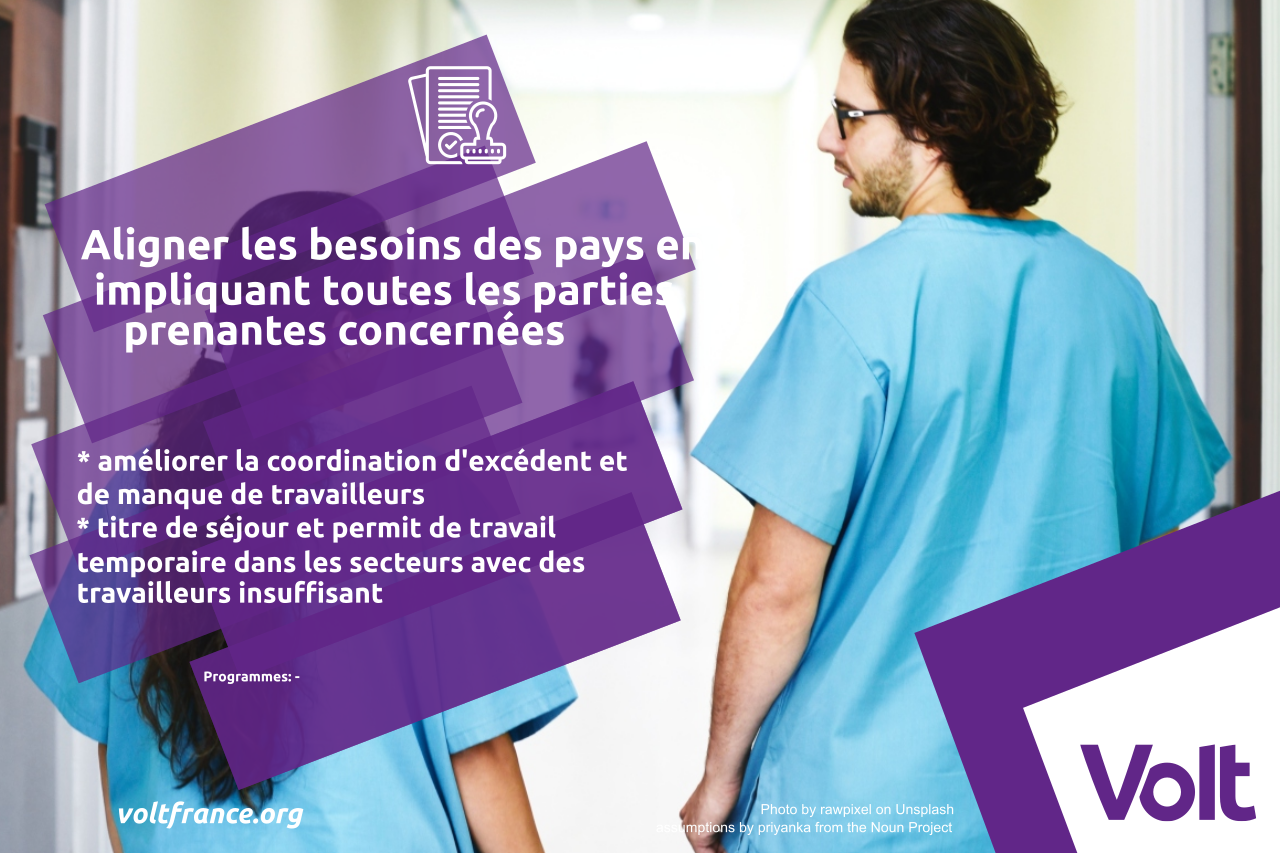 Aligner les besoins des pays en
impliquant toutes les parties
prenantes concernées
* améliorer la coordination d'excédent et
de manque de travailleurs
* titre de séjour et permit de travail
temporaire dans les secteurs avec des
travailleurs insuffisant
Programmes: -
voltfrance.org
Photo by rawpixel on Unsplash
assumptions by priyanka from the Noun Project
Volt